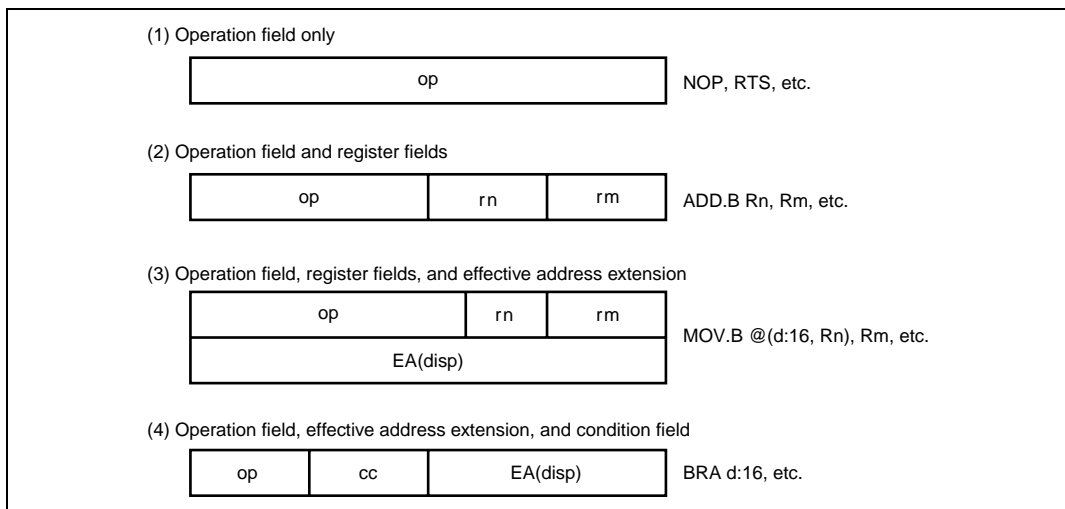 (1) Operation field only
op
NOP, RTS, etc.
(2) Operation field and register fields
op rn rm
ADD.B Rn, Rm, etc.
(3) Operation field, register fields, and effective address extension
op rn rm
MOV.B @(d:16, Rn), Rm, etc.
EA(disp)
(4) Operation field, effective address extension, and condition field
op cc EA(disp)
BRA d:16, etc.